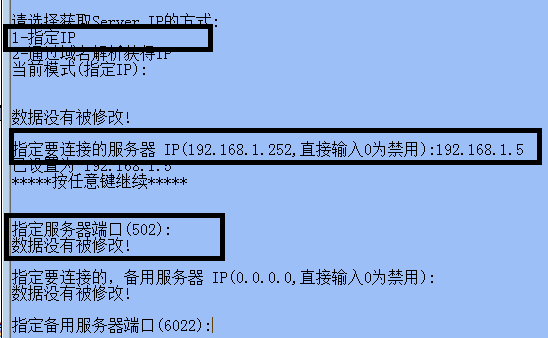 请选择获取Server IP的方式:
1-指定IP
2-通过域名解析获得IP
当前模式(指定IP):
数据没有被修改!
指定要连接的服务器 IP(192.168.1.252,直接输入0为禁用):192.168.1.5
已设置为 192.168.1.5
*****按任意键继续*****
指定服务器端口(502):
数据没有被修改!
指定要连接的, 备用服务器 IP(0.0.0.0,直接输入0为禁用):
数据没有被修改!
指定备用服务器端口(6022):